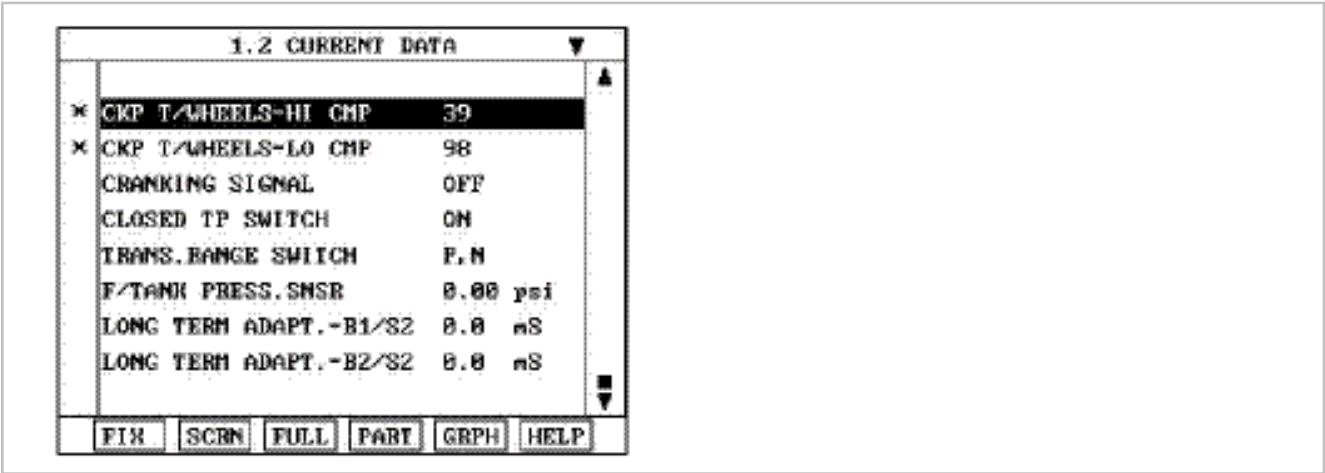 1.2 CURRENT DATA ▼
* CKP T/WHEELS-HI CMP 39
* CKP T/WHEELS-LO CMP 98
CRANKING SIGNAL OFF
CLOSED TP SWITCH ON
TRANS.RANGE SWITCH P,N
F/TANK PRESS.SNSR 0.00 psi
LONG TERM ADAPT.-B1/S2 0.0 mS
LONG TERM ADAPT.-B2/S2 0.0 mS
FIX SCRN FULL PART GRPH HELP